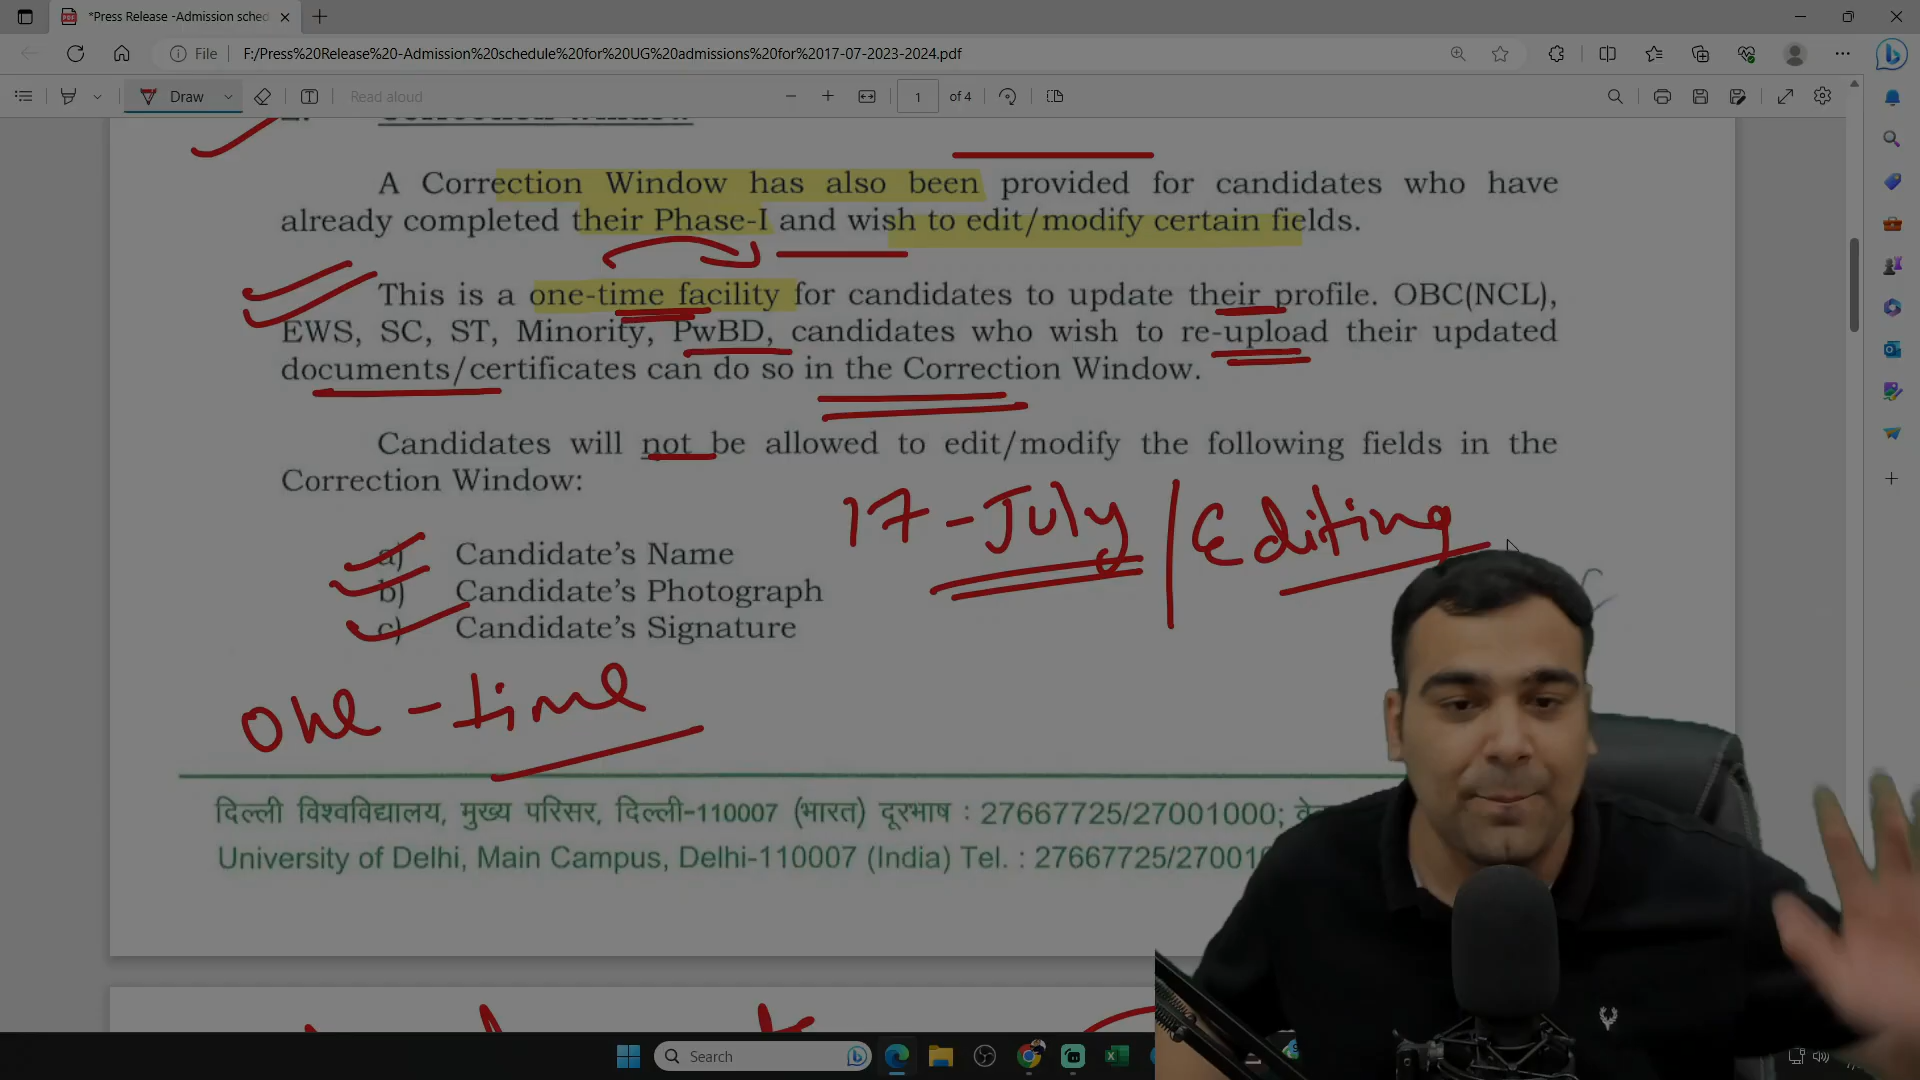 *Press Release -Admission sched
File F:/Press%20Release%20-Admission%20schedule%20for%20UG%20admissions%20for%2017-07-2023-2024.pdf
Draw Read aloud 1 of 4
A Correction Window has also been provided for candidates who have
already completed their Phase-I and wish to edit/modify certain fields.
This is a one-time facility for candidates to update their profile. OBC(NCL),
EWS, SC, ST, Minority, PwBD, candidates who wish to re-upload their updated
documents/certificates can do so in the Correction Window.
Candidates will not be allowed to edit/modify the following fields in the
Correction Window:
17-July | Editing
a) Candidate's Name
b) Candidate's Photograph
c) Candidate's Signature
One-time
दिल्ली विश्वविद्यालय, मुख्य परिसर, दिल्ली-110007 (भारत) दूरभाष : 27667725/27001000;
University of Delhi, Main Campus, Delhi-110007 (India) Tel. : 27667725/27001
Search